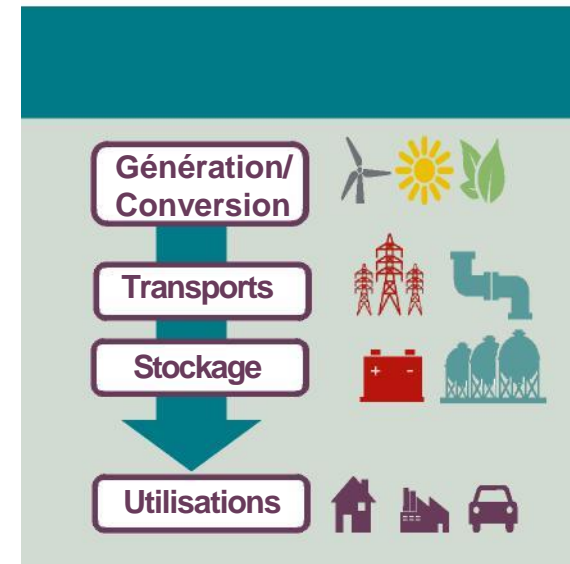 Génération/
Conversion
Transports
Stockage
+ -
Utilisations